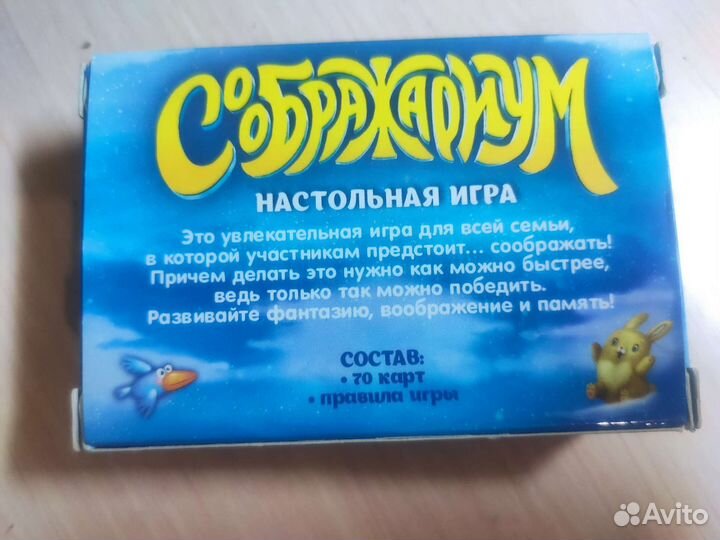 СООБРАЖАРИУМ
НАСТОЛЬНАЯ ИГРА
Это увлекательная игра для всей семьи,
в которой участникам предстоит... соображать!
Причем делать это нужно как можно быстрее,
ведь только так можно победить.
Развивайте фантазию, воображение и память!
СОСТАВ:
• 70 карт
• правила игры
Avito